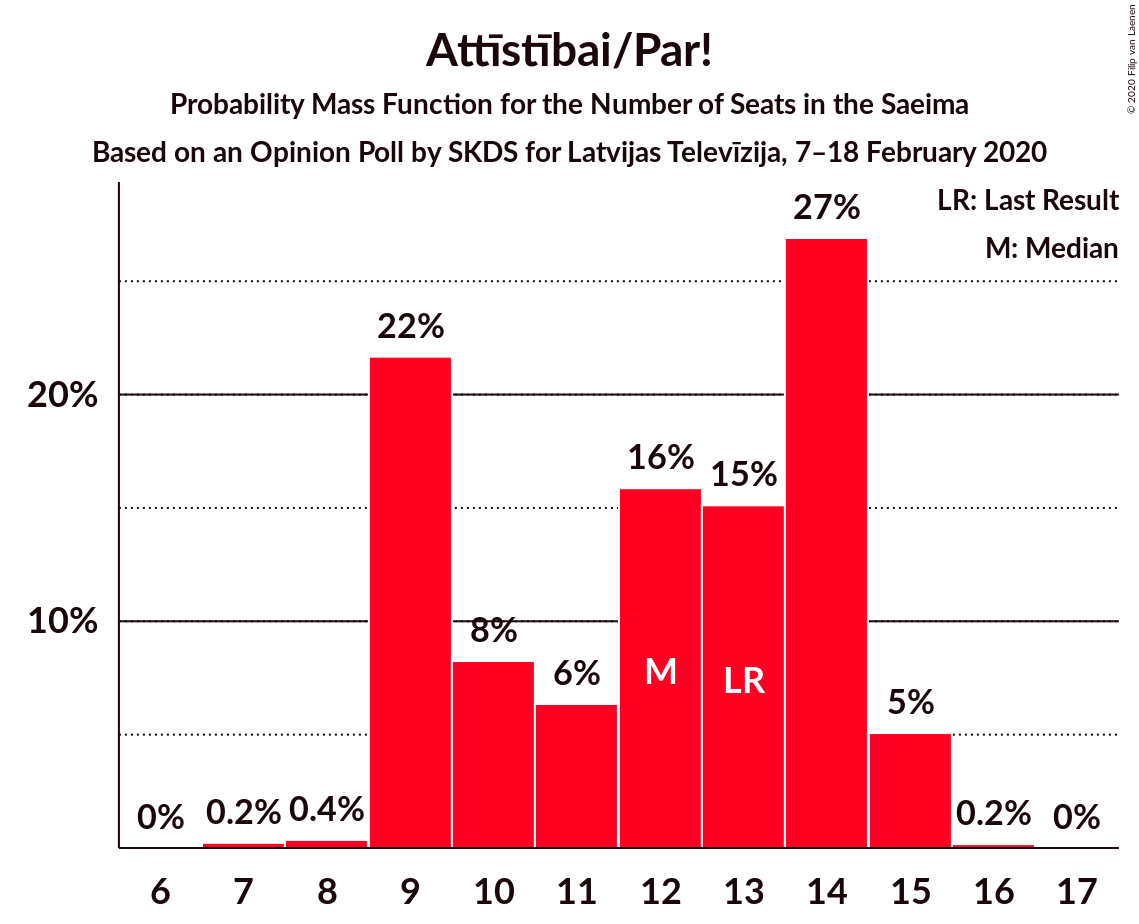 Attīstībai/Par!
Probability Mass Function for the Number of Seats in the Saeima
Based on an Opinion Poll by SKDS for Latvijas Televīzija, 7–18 February 2020
© 2020 Filip van Laenen
LR: Last Result
M: Median
27%
22%
20%
16%
15%
10%
8%
6%
M
LR
5%
0%
0.2%
0.4%
0.2%
0%
6 7 8 9 10 11 12 13 14 15 16 17